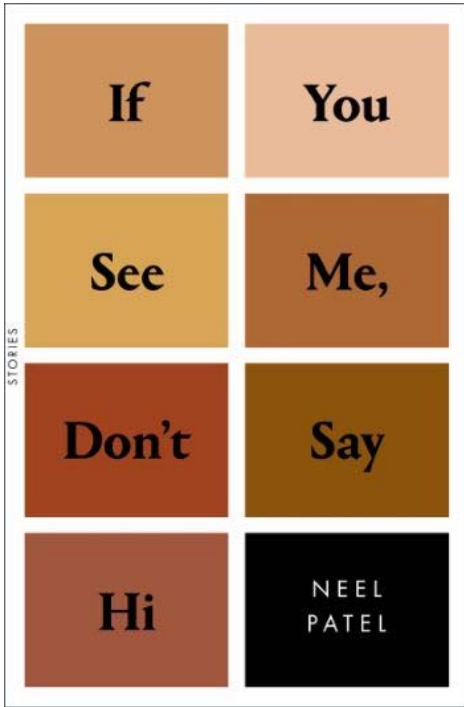 If You
See Me,
STORIES
Don’t Say
Hi
NEEL
PATEL